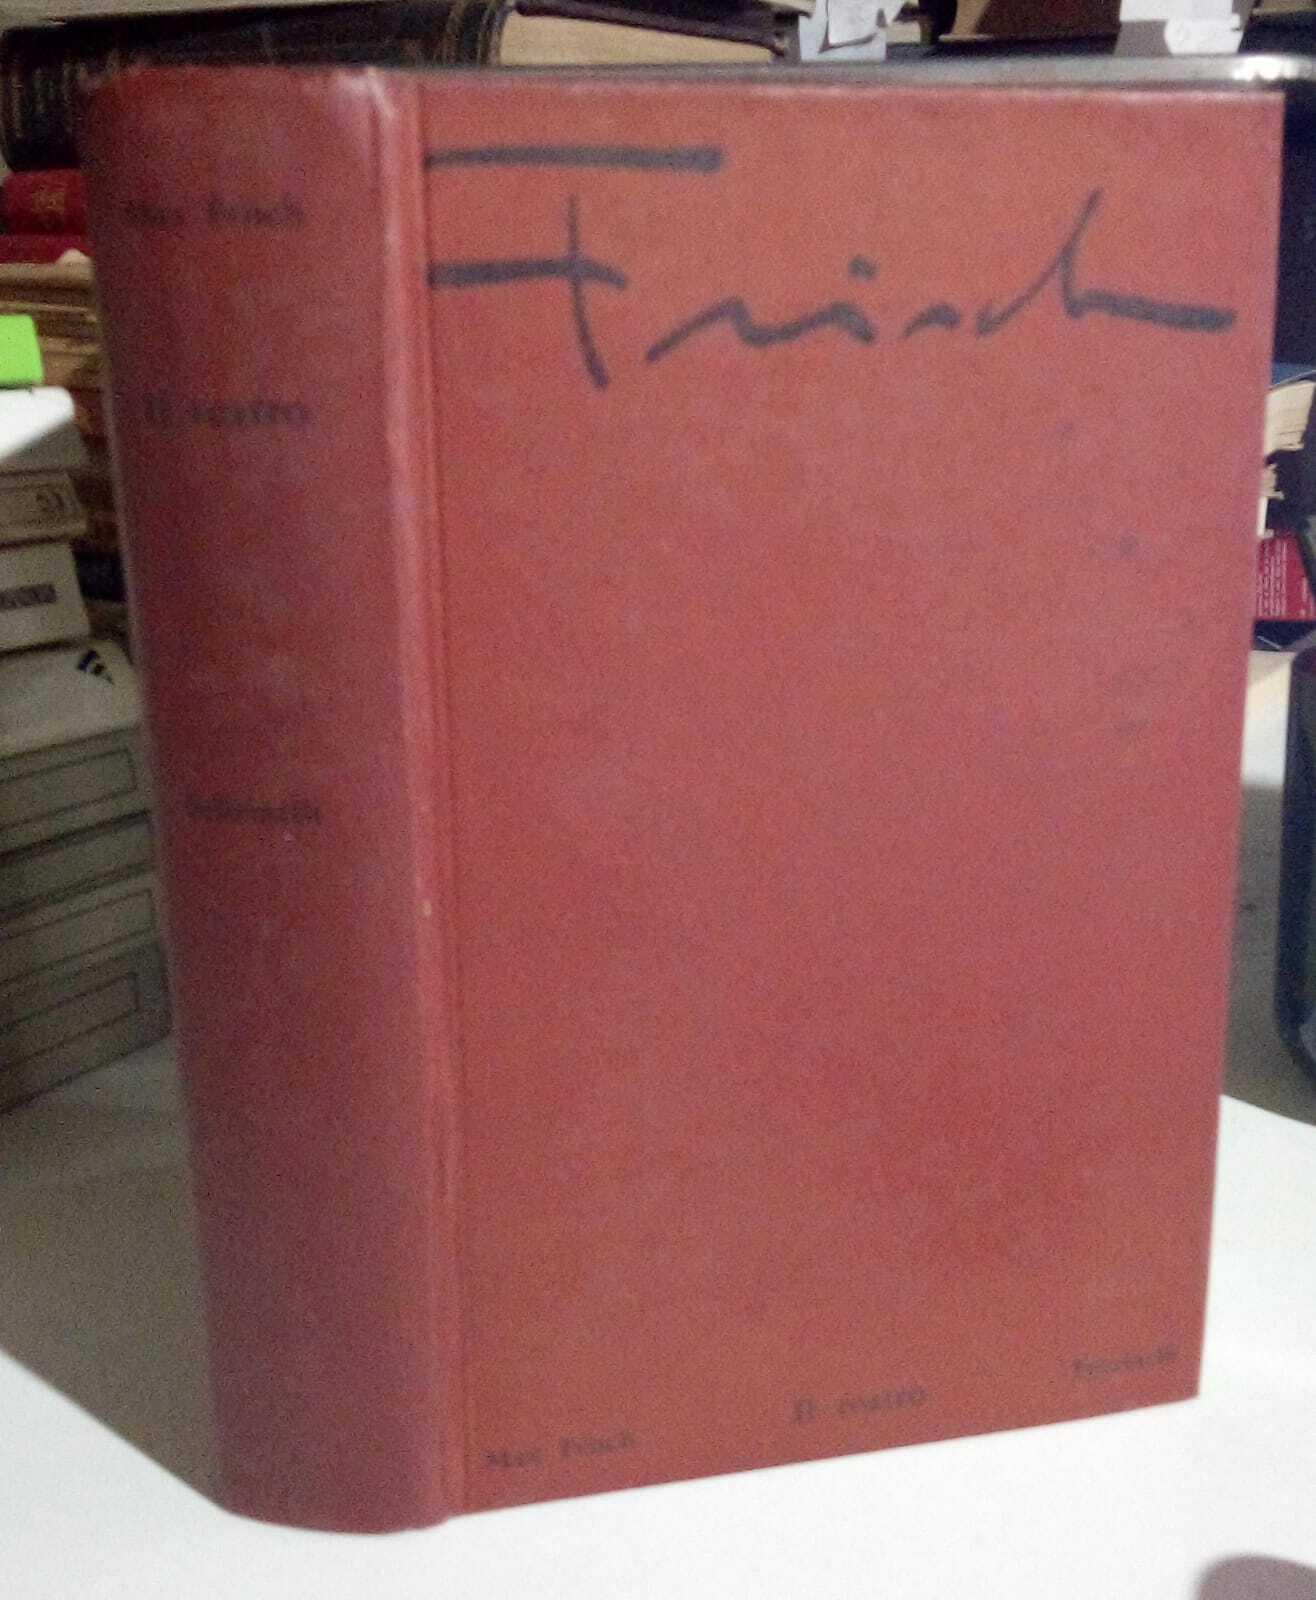 Max Frisch
Il teatro
Feltrinelli
Frisch
Max Frisch
Il teatro
Feltrinelli